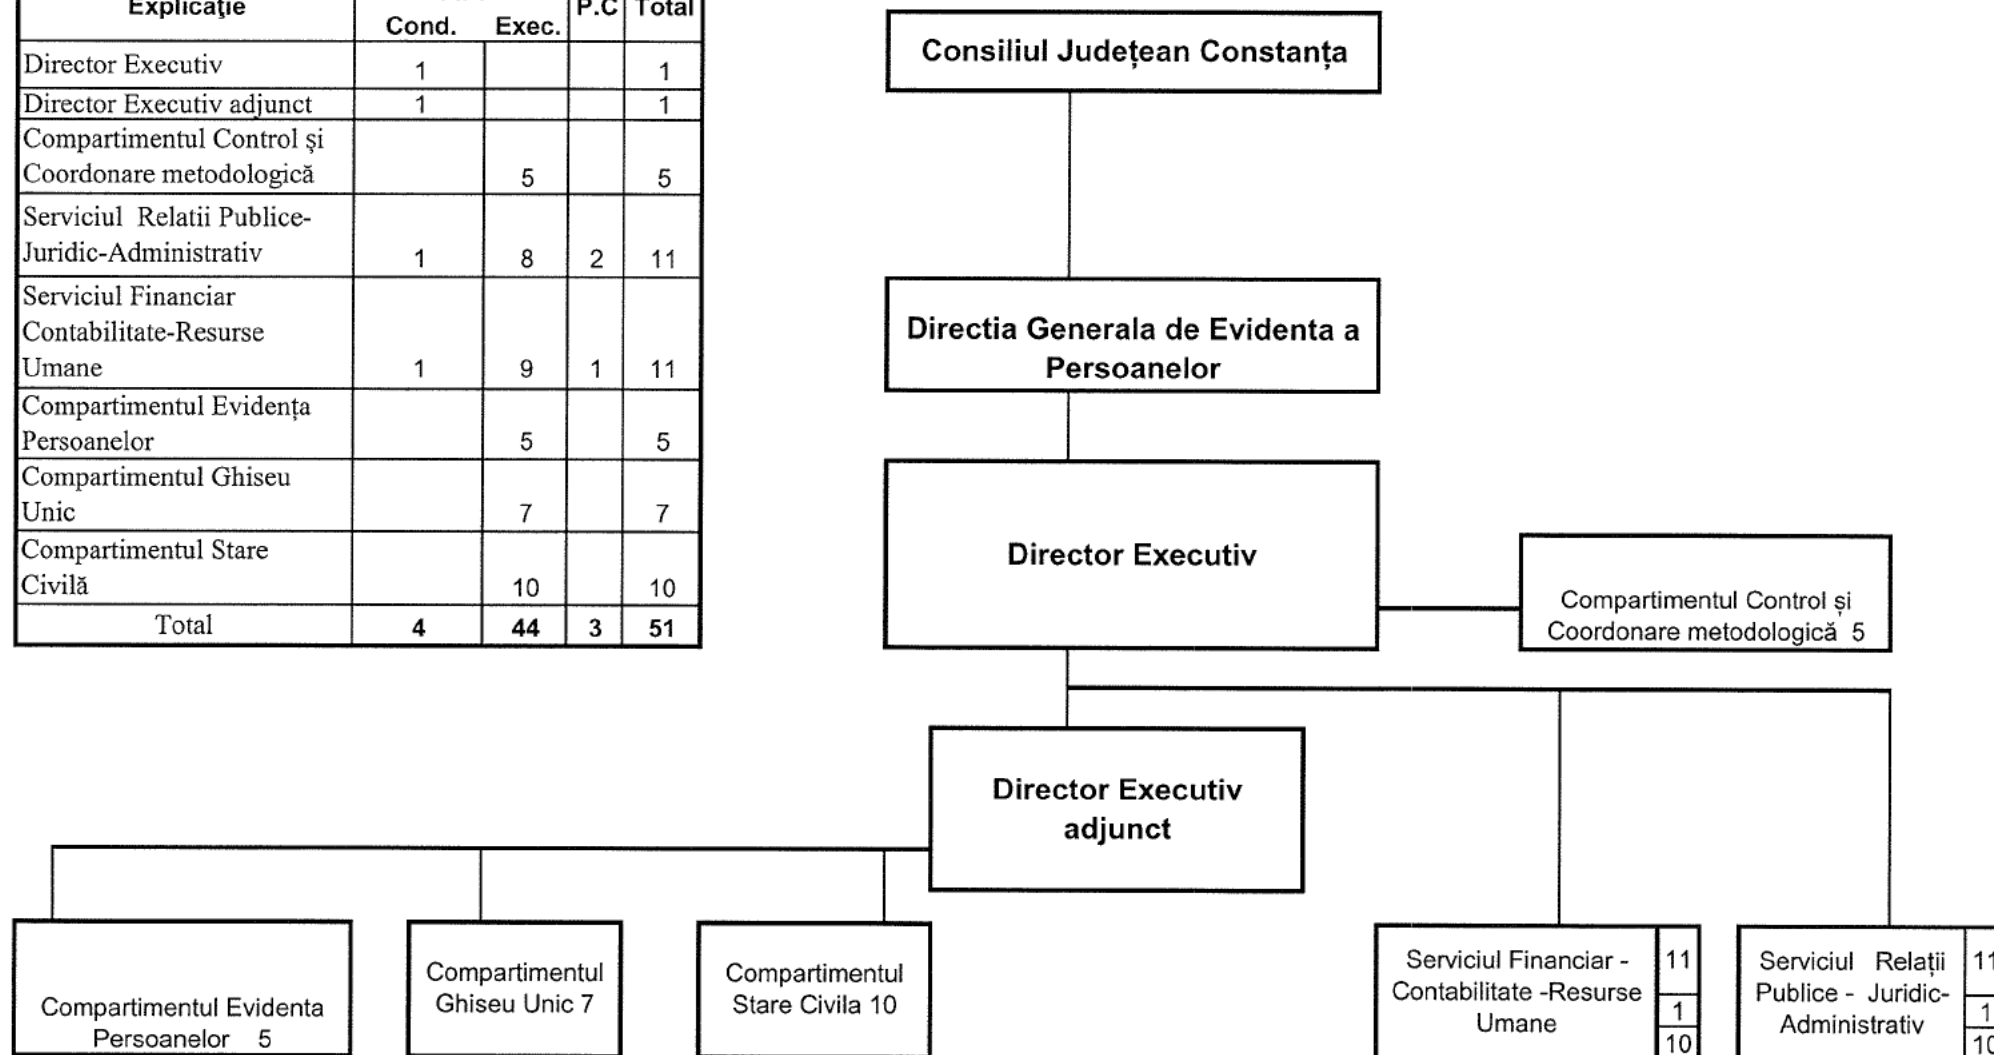 Explicaţie P.C Total
Cond. Exec.
Director Executiv 1 1
Director Executiv adjunct 1 1
Compartimentul Control şi
Coordonare metodologică 5 5
Serviciul Relatii Publice-
Juridic-Administrativ 1 8 2 11
Serviciul Financiar
Contabilitate-Resurse
Umane 1 9 1 11
Compartimentul Evidența
Persoanelor 5 5
Compartimentul Ghiseu
Unic 7 7
Compartimentul Stare
Civilă 10 10
Total 4 44 3 51
Consiliul Județean Constanța
Directia Generala de Evidenta a
Persoanelor
Director Executiv
Compartimentul Control și
Coordonare metodologică 5
Director Executiv
adjunct
Compartimentul Evidenta
Persoanelor 5
Compartimentul
Ghiseu Unic 7
Compartimentul
Stare Civila 10
Serviciul Financiar -
Contabilitate -Resurse
Umane
11
1
10
Serviciul Relații
Publice - Juridic-
Administrativ
11
1
10